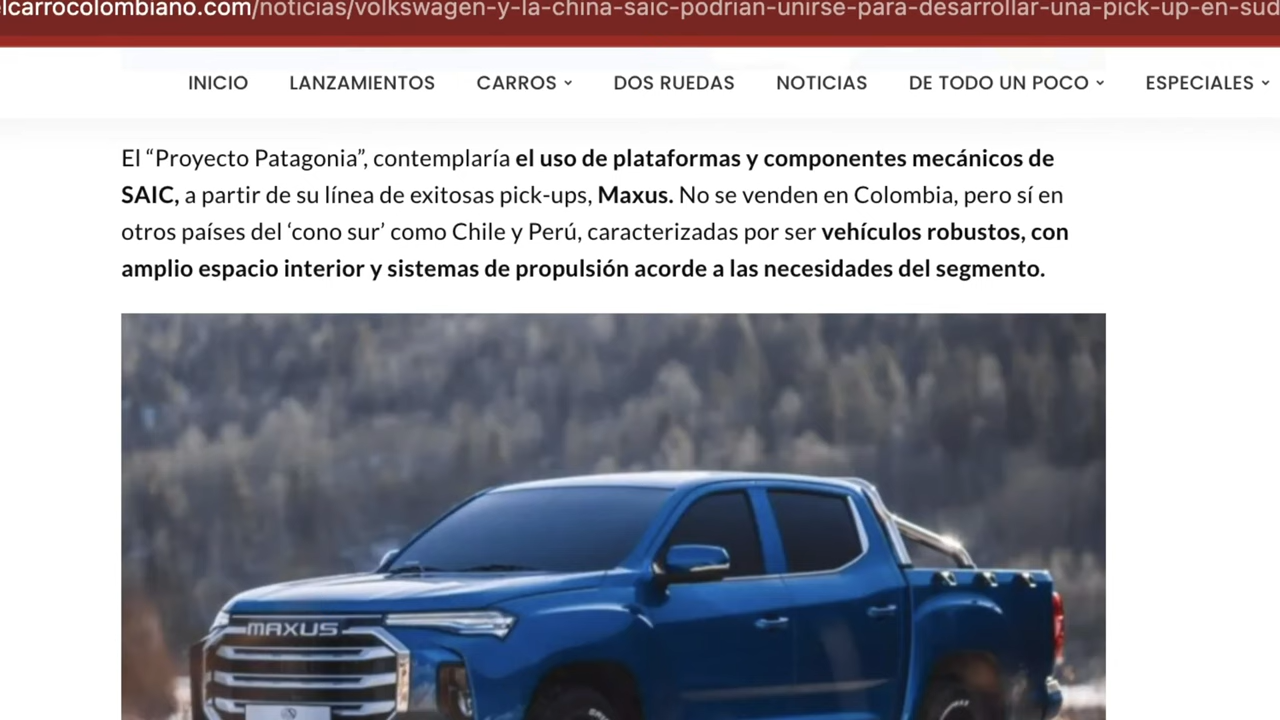 elcarrocolombiano.com/noticias/volkswagen-y-la-china-saic-podrian-unirse-para-desarrollar-una-pick-up-en-sud
INICIO LANZAMIENTOS CARROS DOS RUEDAS NOTICIAS DE TODO UN POCO ESPECIALES
El “Proyecto Patagonia”, contemplaría el uso de plataformas y componentes mecánicos de
SAIC, a partir de su línea de exitosas pick-ups, Maxus. No se venden en Colombia, pero sí en
otros países del ‘cono sur’ como Chile y Perú, caracterizadas por ser vehículos robustos, con
amplio espacio interior y sistemas de propulsión acorde a las necesidades del segmento.
MAXUS